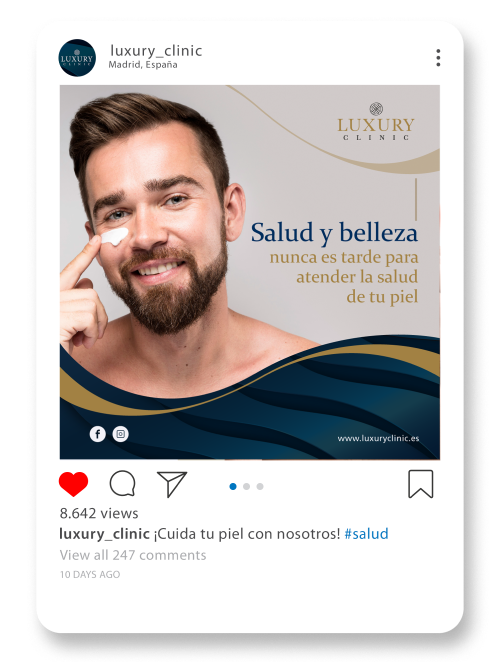 LUXURY
CLINIC
luxury_clinic
Madrid, España
LUXURY
CLINIC
Salud y belleza
nunca es tarde para
atender la salud
de tu piel
f
www.luxuryclinic.es
8.642 views
luxury_clinic ¡Cuida tu piel con nosotros! #salud
View all 247 comments
10 DAYS AGO